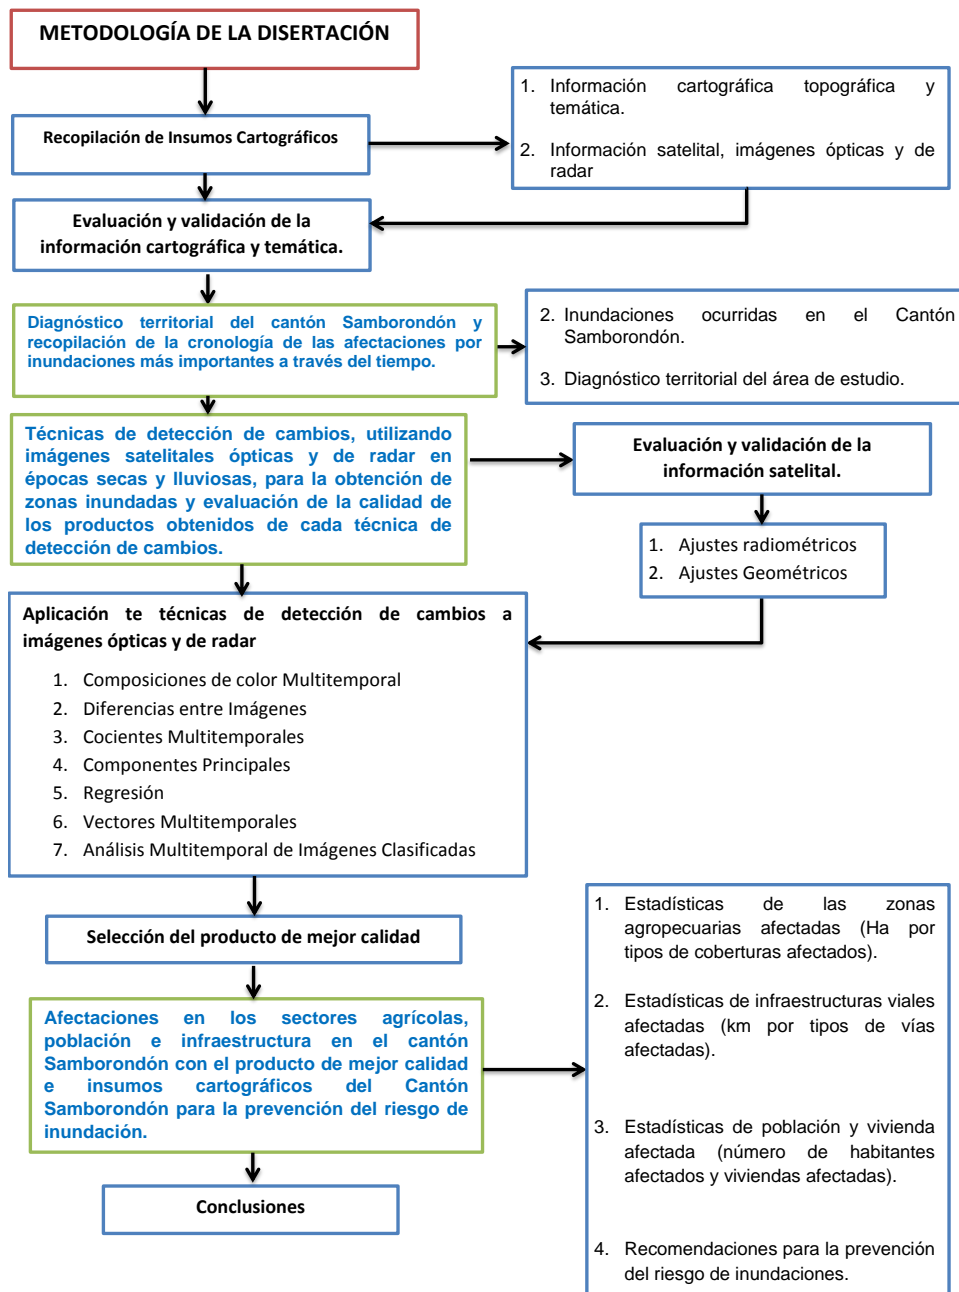 METODOLOGÍA DE LA DISERTACIÓN
Recopilación de Insumos Cartográficos
1. Información cartográfica topográfica y
temática.
2. Información satelital, imágenes ópticas y de
radar
Evaluación y validación de la
información cartográfica y temática.
Diagnóstico territorial del cantón Samborondón y
recopilación de la cronología de las afectaciones por
inundaciones más importantes a través del tiempo.
2. Inundaciones ocurridas en el Cantón
Samborondón.
3. Diagnóstico territorial del área de estudio.
Técnicas de detección de cambios, utilizando
imágenes satelitales ópticas y de radar en
épocas secas y lluviosas, para la obtención de
zonas inundadas y evaluación de la calidad de
los productos obtenidos de cada técnica de
detección de cambios.
Evaluación y validación de la
información satelital.
1. Ajustes radiométricos
2. Ajustes Geométricos
Aplicación te técnicas de detección de cambios a
imágenes ópticas y de radar
1. Composiciones de color Multitemporal
2. Diferencias entre Imágenes
3. Cocientes Multitemporales
4. Componentes Principales
5. Regresión
6. Vectores Multitemporales
7. Análisis Multitemporal de Imágenes Clasificadas
Selección del producto de mejor calidad
Afectaciones en los sectores agrícolas,
población e infraestructura en el cantón
Samborondón con el producto de mejor calidad
e insumos cartográficos del Cantón
Samborondón para la prevención del riesgo de
inundación.
1. Estadísticas de las zonas
agropecuarias afectadas (Ha por
tipos de coberturas afectados).
2. Estadísticas de infraestructuras viales
afectadas (km por tipos de vías
afectadas).
3. Estadísticas de población y vivienda
afectada (número de habitantes
afectados y viviendas afectadas).
4. Recomendaciones para la prevención
del riesgo de inundaciones.
Conclusiones